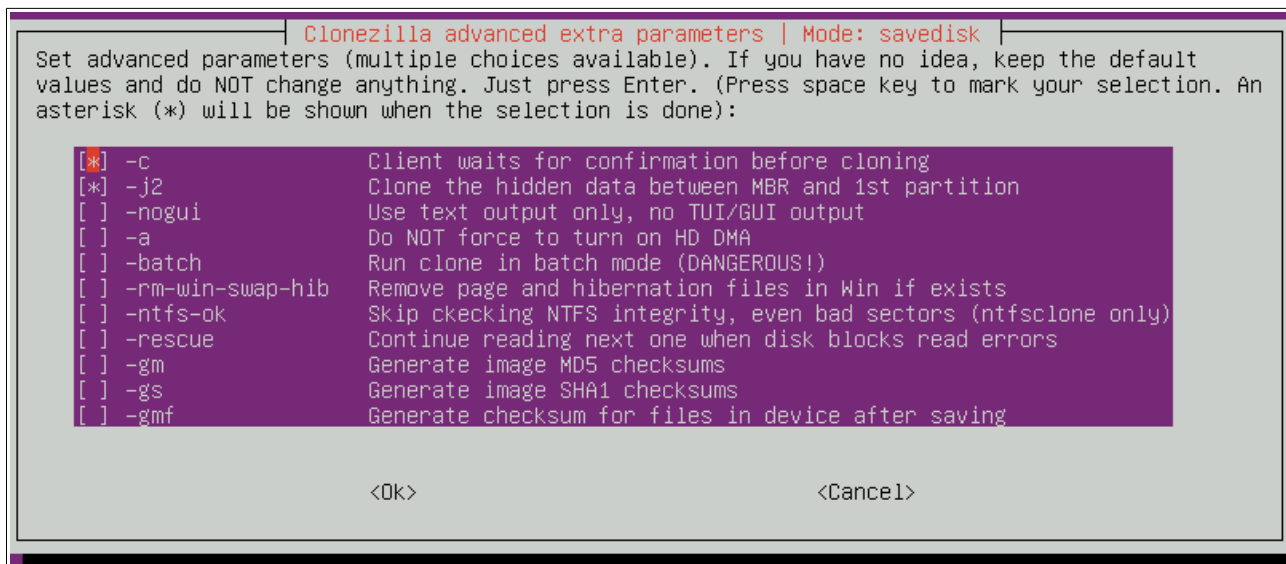 Clonezilla advanced extra parameters | Mode: savedisk
Set advanced parameters (multiple choices available). If you have no idea, keep the default
values and do NOT change anything. Just press Enter. (Press space key to mark your selection. An
asterisk (*) will be shown when the selection is done):
[*] -c Client waits for confirmation before cloning
[*] -j2 Clone the hidden data between MBR and 1st partition
[ ] -nogui Use text output only, no TUI/GUI output
[ ] -a Do NOT force to turn on HD DMA
[ ] -batch Run clone in batch mode (DANGEROUS!)
[ ] -rm-win-swap-hib Remove page and hibernation files in Win if exists
[ ] -ntfs-ok Skip ckecking NTFS integrity, even bad sectors (ntfsclone only)
[ ] -rescue Continue reading next one when disk blocks read errors
[ ] -gm Generate image MD5 checksums
[ ] -gs Generate image SHA1 checksums
[ ] -gmf Generate checksum for files in device after saving
<Ok> <Cancel>